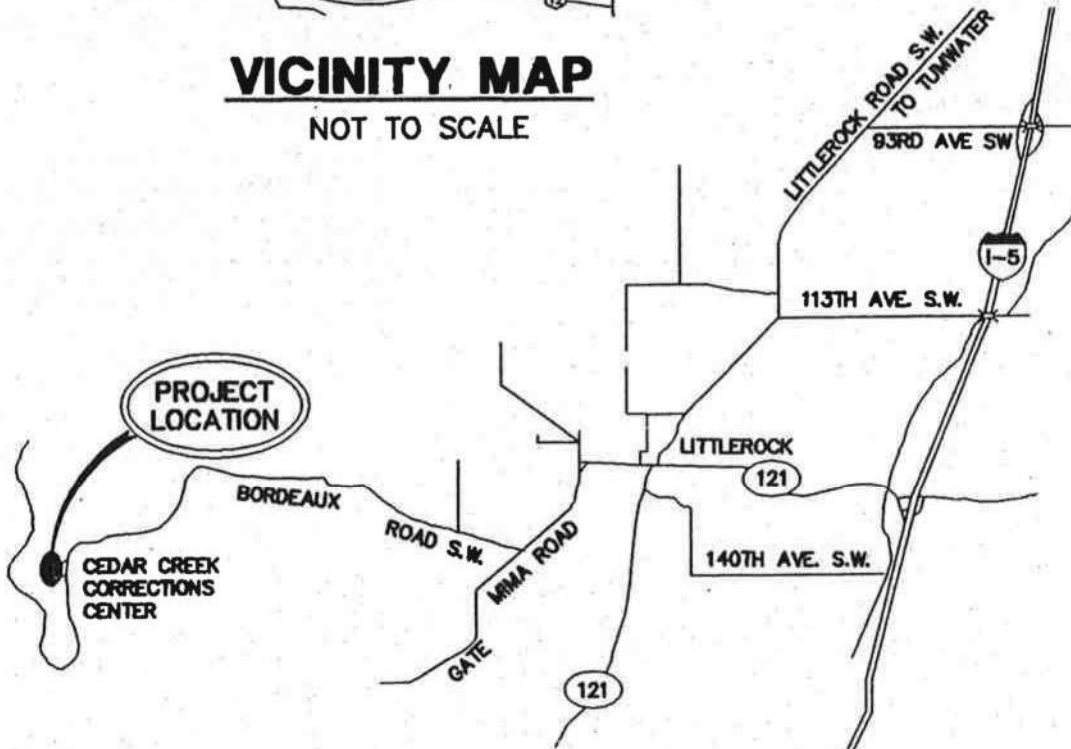 VICINITY MAP
NOT TO SCALE
LITTLEROCK ROAD S.W.
TO TUMWATER
93RD AVE SW
I-5
113TH AVE. S.W.
PROJECT
LOCATION
LITTLEROCK
121
BORDEAUX
ROAD S.W.
MIMA ROAD
CEDAR CREEK
CORRECTIONS
CENTER
140TH AVE. S.W.
GATE
121